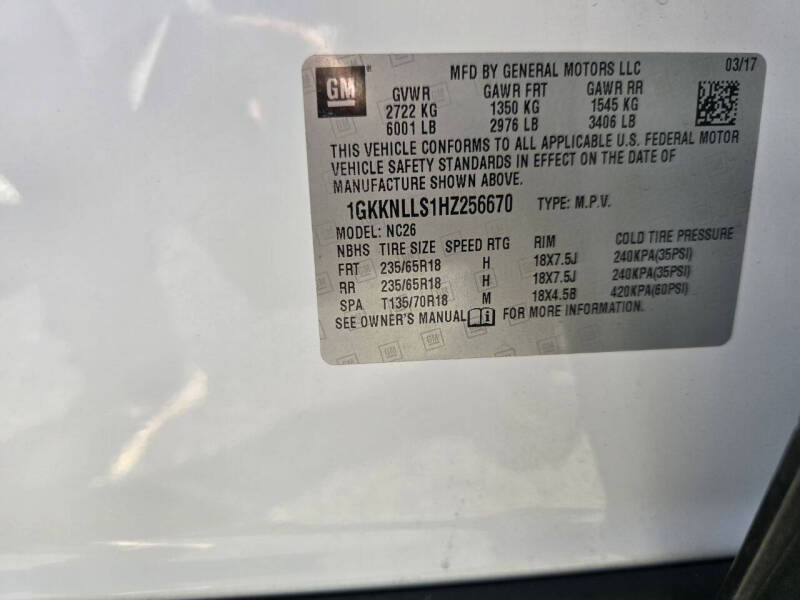 GM
MFD BY GENERAL MOTORS LLC 03/17
GVWR GAWR FRT GAWR RR
2722 KG 1350 KG 1545 KG
6001 LB 2976 LB 3406 LB
THIS VEHICLE CONFORMS TO ALL APPLICABLE U.S. FEDERAL MOTOR
VEHICLE SAFETY STANDARDS IN EFFECT ON THE DATE OF
MANUFACTURE SHOWN ABOVE.
1GKKNLLS1HZ256670 TYPE: M.P.V.
MODEL: NC26
NBHS TIRE SIZE SPEED RTG RIM COLD TIRE PRESSURE
FRT 235/65R18 H 18X7.5J 240KPA(35PSI)
RR 235/65R18 H 18X7.5J 240KPA(35PSI)
SPA T135/70R18 M 18X4.5B 420KPA(60PSI)
SEE OWNER'S MANUAL FOR MORE INFORMATION.